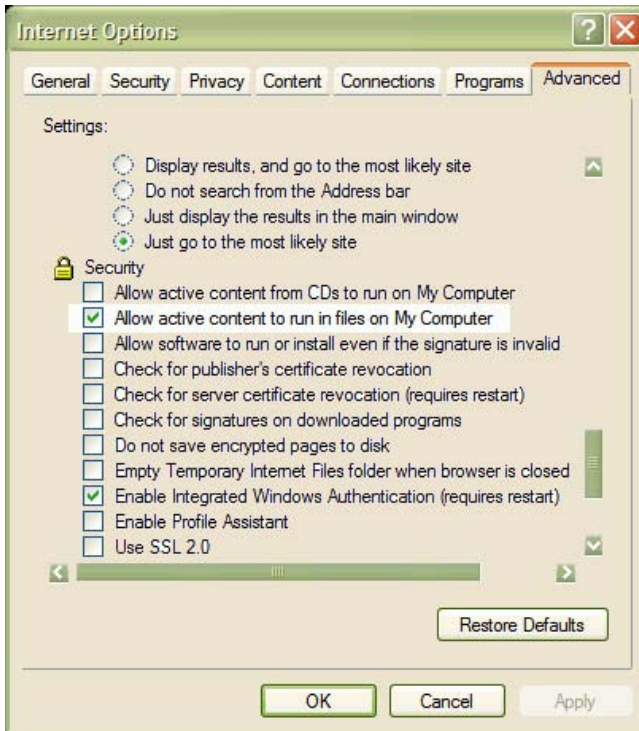 Internet Options
General Security Privacy Content Connections Programs Advanced
Settings:
Display results, and go to the most likely site
Do not search from the Address bar
Just display the results in the main window
Just go to the most likely site
Security
Allow active content from CDs to run on My Computer
Allow active content to run in files on My Computer
Allow software to run or install even if the signature is invalid
Check for publisher's certificate revocation
Check for server certificate revocation (requires restart)
Check for signatures on downloaded programs
Do not save encrypted pages to disk
Empty Temporary Internet Files folder when browser is closed
Enable Integrated Windows Authentication (requires restart)
Enable Profile Assistant
Use SSL 2.0
Restore Defaults
OK Cancel Apply